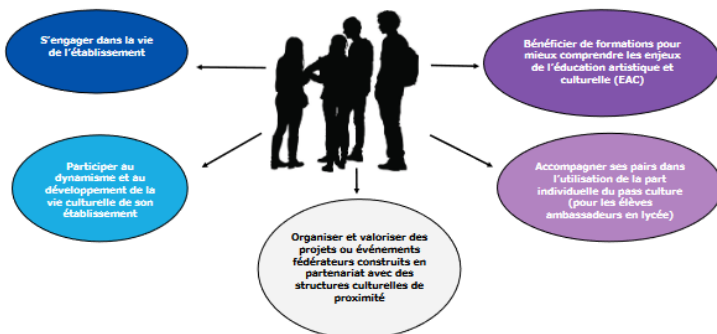 S'engager dans la vie
de l'établissement
Bénéficier de formations pour
mieux comprendre les enjeux
de l'éducation artistique et
culturelle (EAC)
Participer au
dynamisme et au
développement de la
vie culturelle de son
établissement
Accompagner ses pairs dans
l'utilisation de la part
individuelle du pass culture
(pour les élèves
ambassadeurs en lycée)
Organiser et valoriser des
projets ou événements
fédérateurs construits en
partenariat avec des
structures culturelles de
proximité